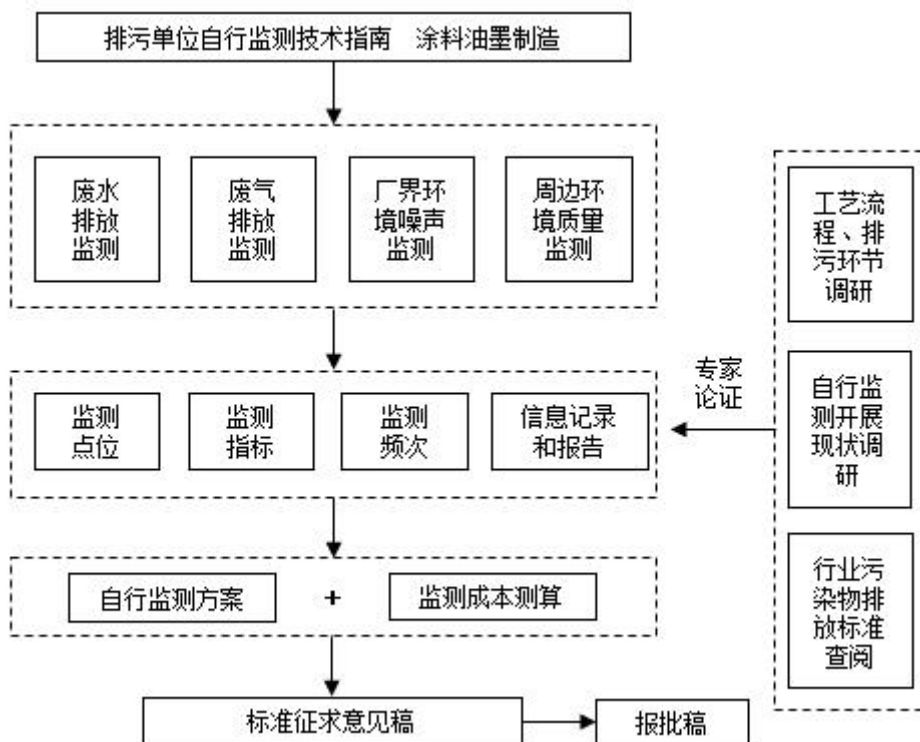 排污单位自行监测技术指南 涂料油墨制造
废水
排放
监测
废气
排放
监测
厂界环
境噪声
监测
周边环
境质量
监测
监测
点位
监测
指标
监测
频次
信息记录
和报告
专家
论证
工艺流
程、排
污环节
调研
自行监
测开展
现状调
研
行业污
染物排
放标准
查阅
自行监测方案
+
监测成本测算
标准征求意见稿
报批稿